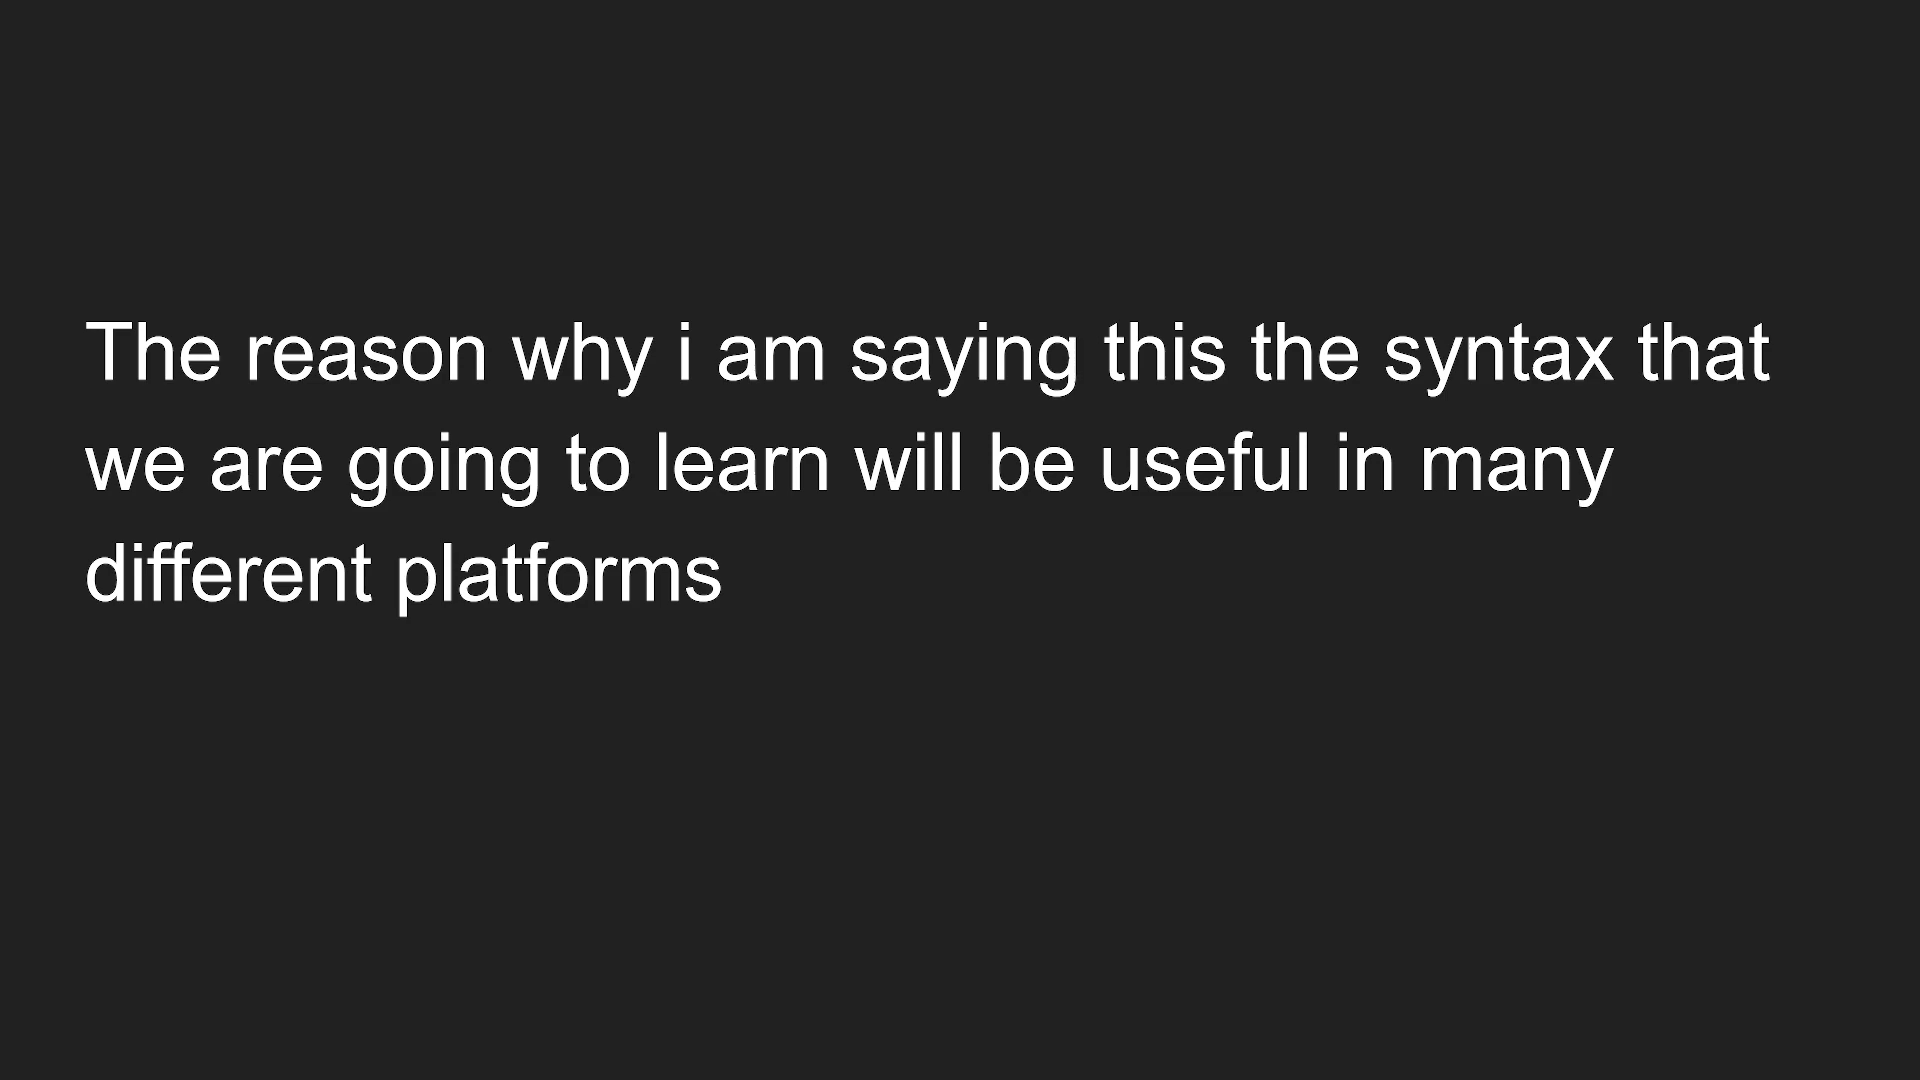 The reason why i am saying this the syntax that
we are going to learn will be useful in many
different platforms